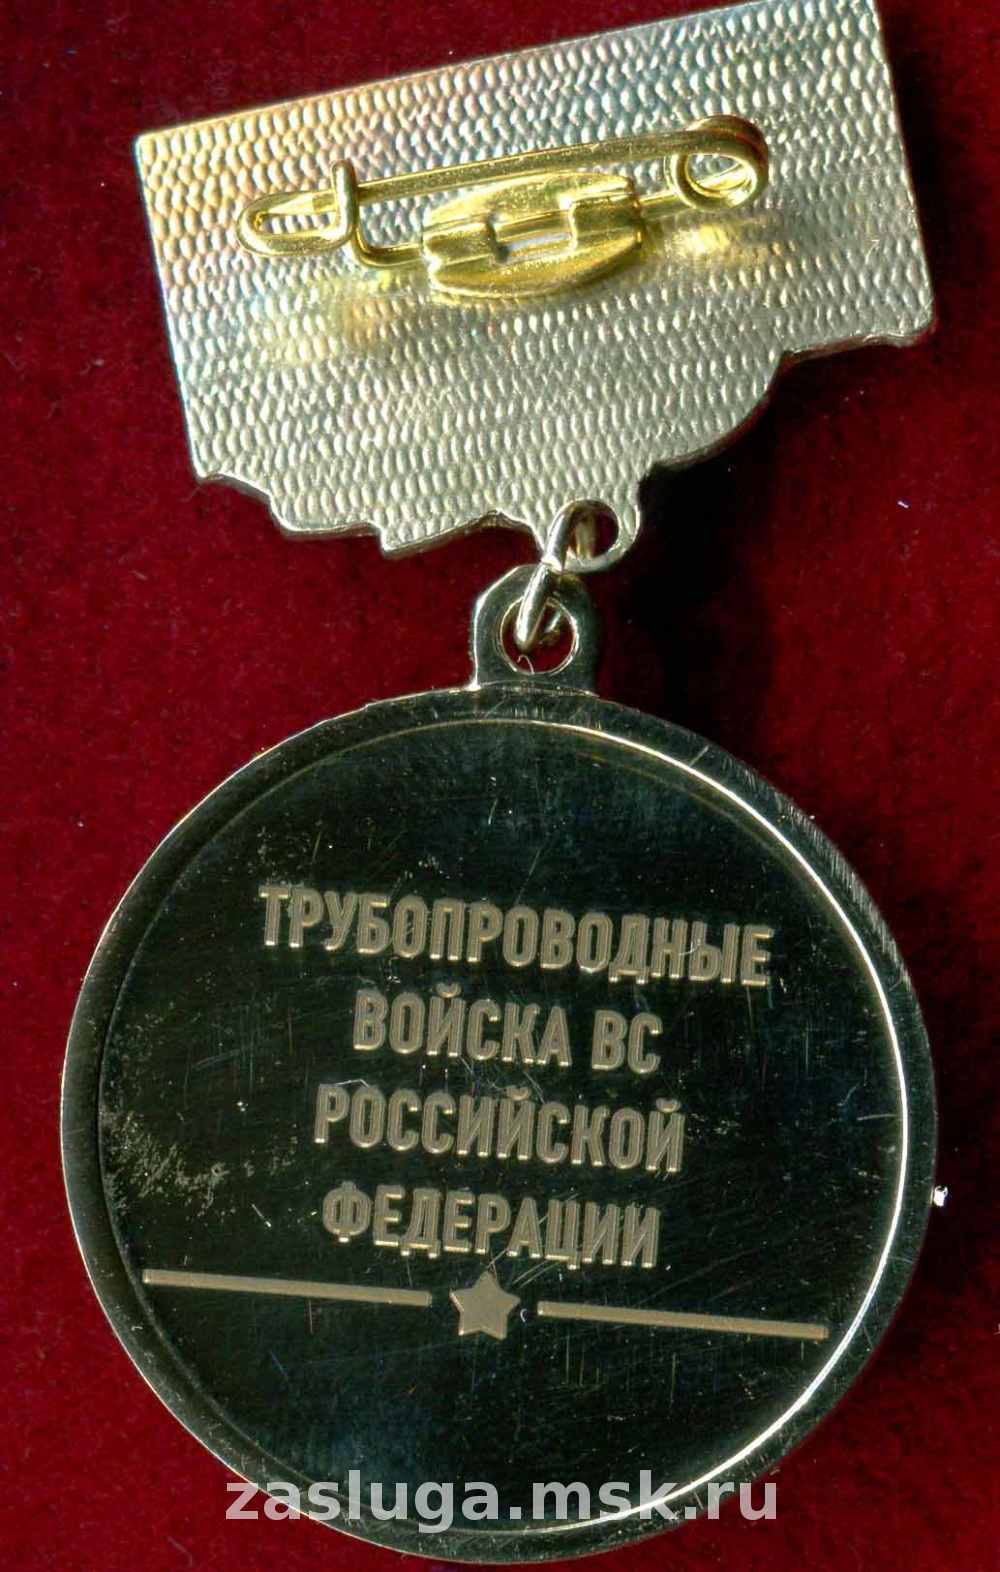 ТРУБОПРОВОДНЫЕ
ВОЙСКА ВС
РОССИЙСКОЙ
ФЕДЕРАЦИИ
zasluga.msk.ru